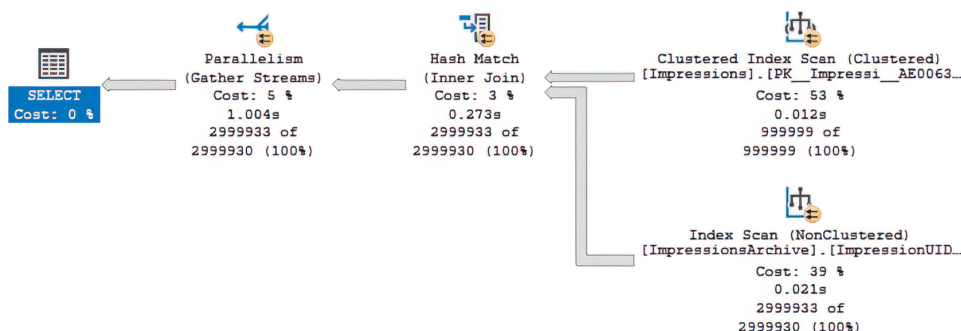 SELECT
Cost: 0 %
Parallelism
(Gather Streams)
Cost: 5 %
1.004s
2999933 of
2999930 (100%)
Hash Match
(Inner Join)
Cost: 3 %
0.273s
2999933 of
2999930 (100%)
Clustered Index Scan (Clustered)
[Impressions].[PK__Impressi__AE0063…
Cost: 53 %
0.012s
999999 of
999999 (100%)
Index Scan (NonClustered)
[ImpressionsArchive].[ImpressionUID…
Cost: 39 %
0.021s
2999933 of
2999930 (100%)